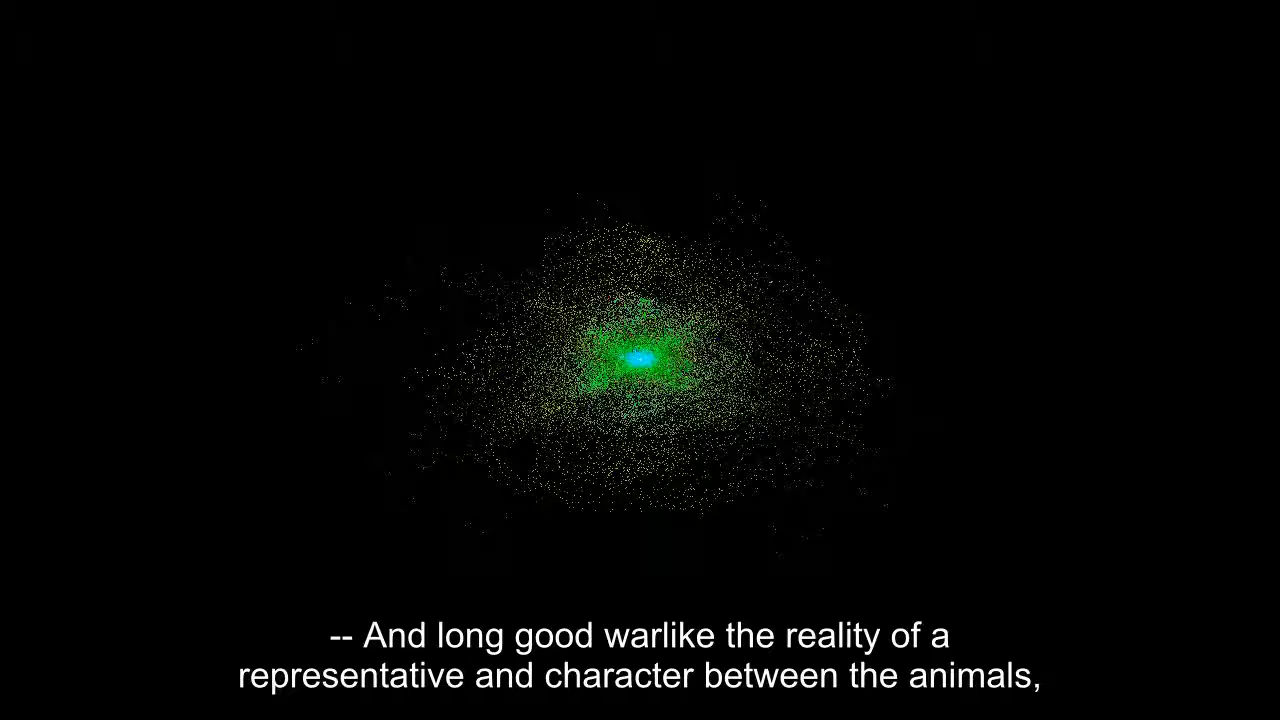 -- And long good warlike the reality of a
representative and character between the animals,